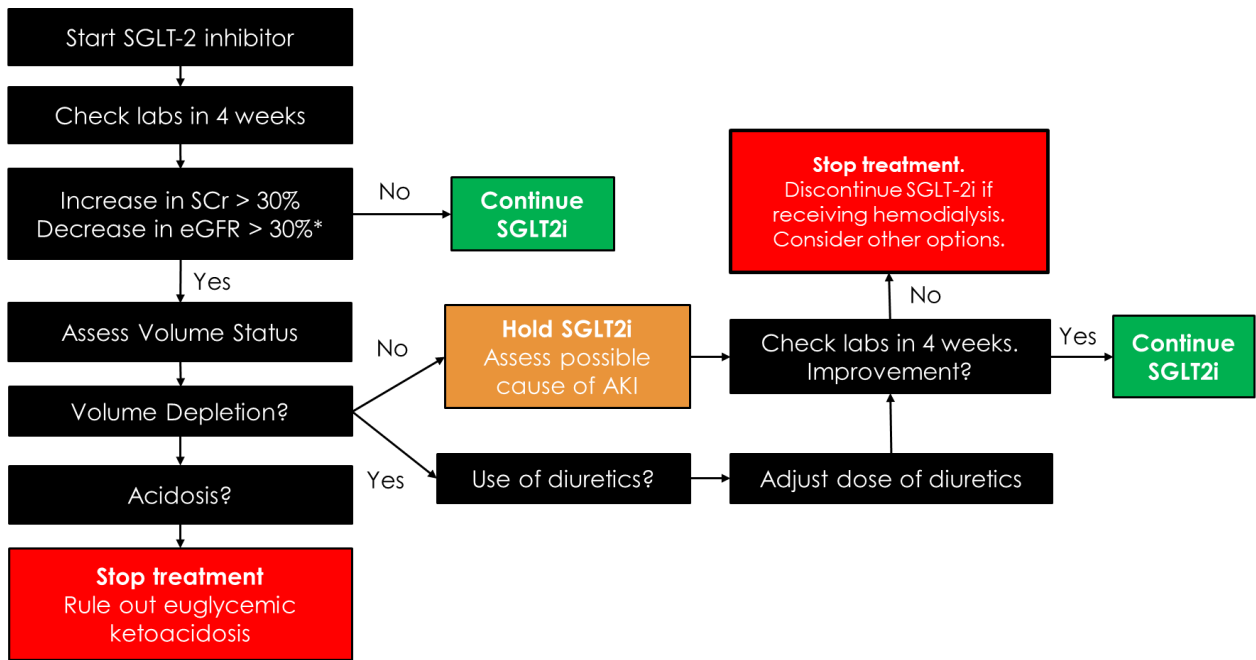 Start SGLT-2 inhibitor
Check labs in 4 weeks
Increase in SCr > 30%
Decrease in eGFR > 30%*
No
Continue
SGLT2i
Yes
Assess Volume Status
Volume Depletion?
No
Hold SGLT2i
Assess possible
cause of AKI
Yes
Use of diuretics?
Adjust dose of diuretics
Check labs in 4 weeks.
Improvement?
No
Stop treatment.
Discontinue SGLT-2i if
receiving hemodialysis.
Consider other options.
Yes
Continue
SGLT2i
Acidosis?
Stop treatment
Rule out euglycemic
ketoacidosis